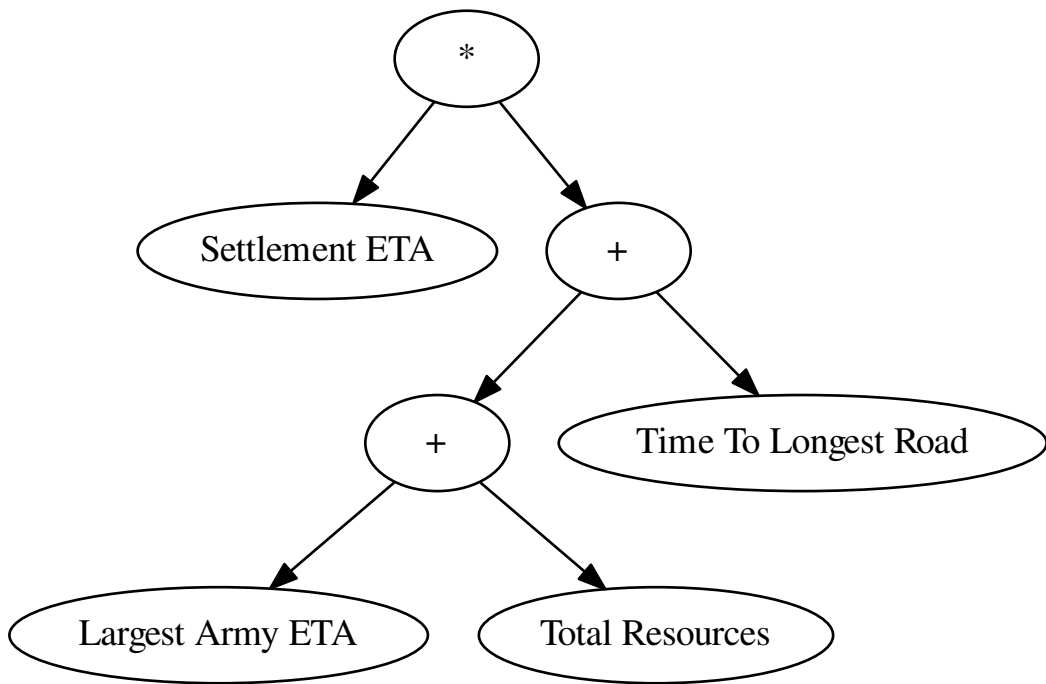 *
Settlement ETA
+
+
Time To Longest Road
Largest Army ETA
Total Resources